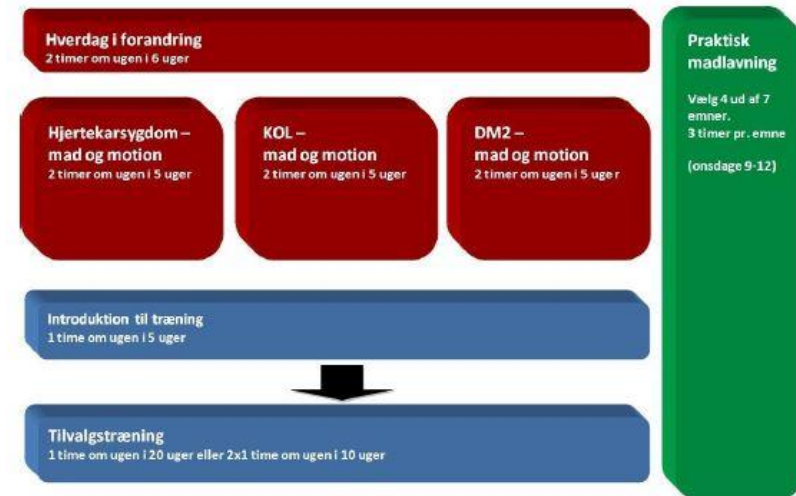 Hverdag i forandring
2 timer om ugen i 6 uger
Hjertekarsygdom –
mad og motion
2 timer om ugen i 5 uger
KOL –
mad og motion
2 timer om ugen i 5 uger
DM2 –
mad og motion
2 timer om ugen i 5 uger
Introduktion til træning
1 time om ugen i 5 uger
Tilvalgstræning
1 time om ugen i 20 uger eller 2x1 time om ugen i 10 uger
Praktisk
madlavning
Vælg 4 ud af 7
emner.
3 timer pr. emne
(onsdage 9-12)